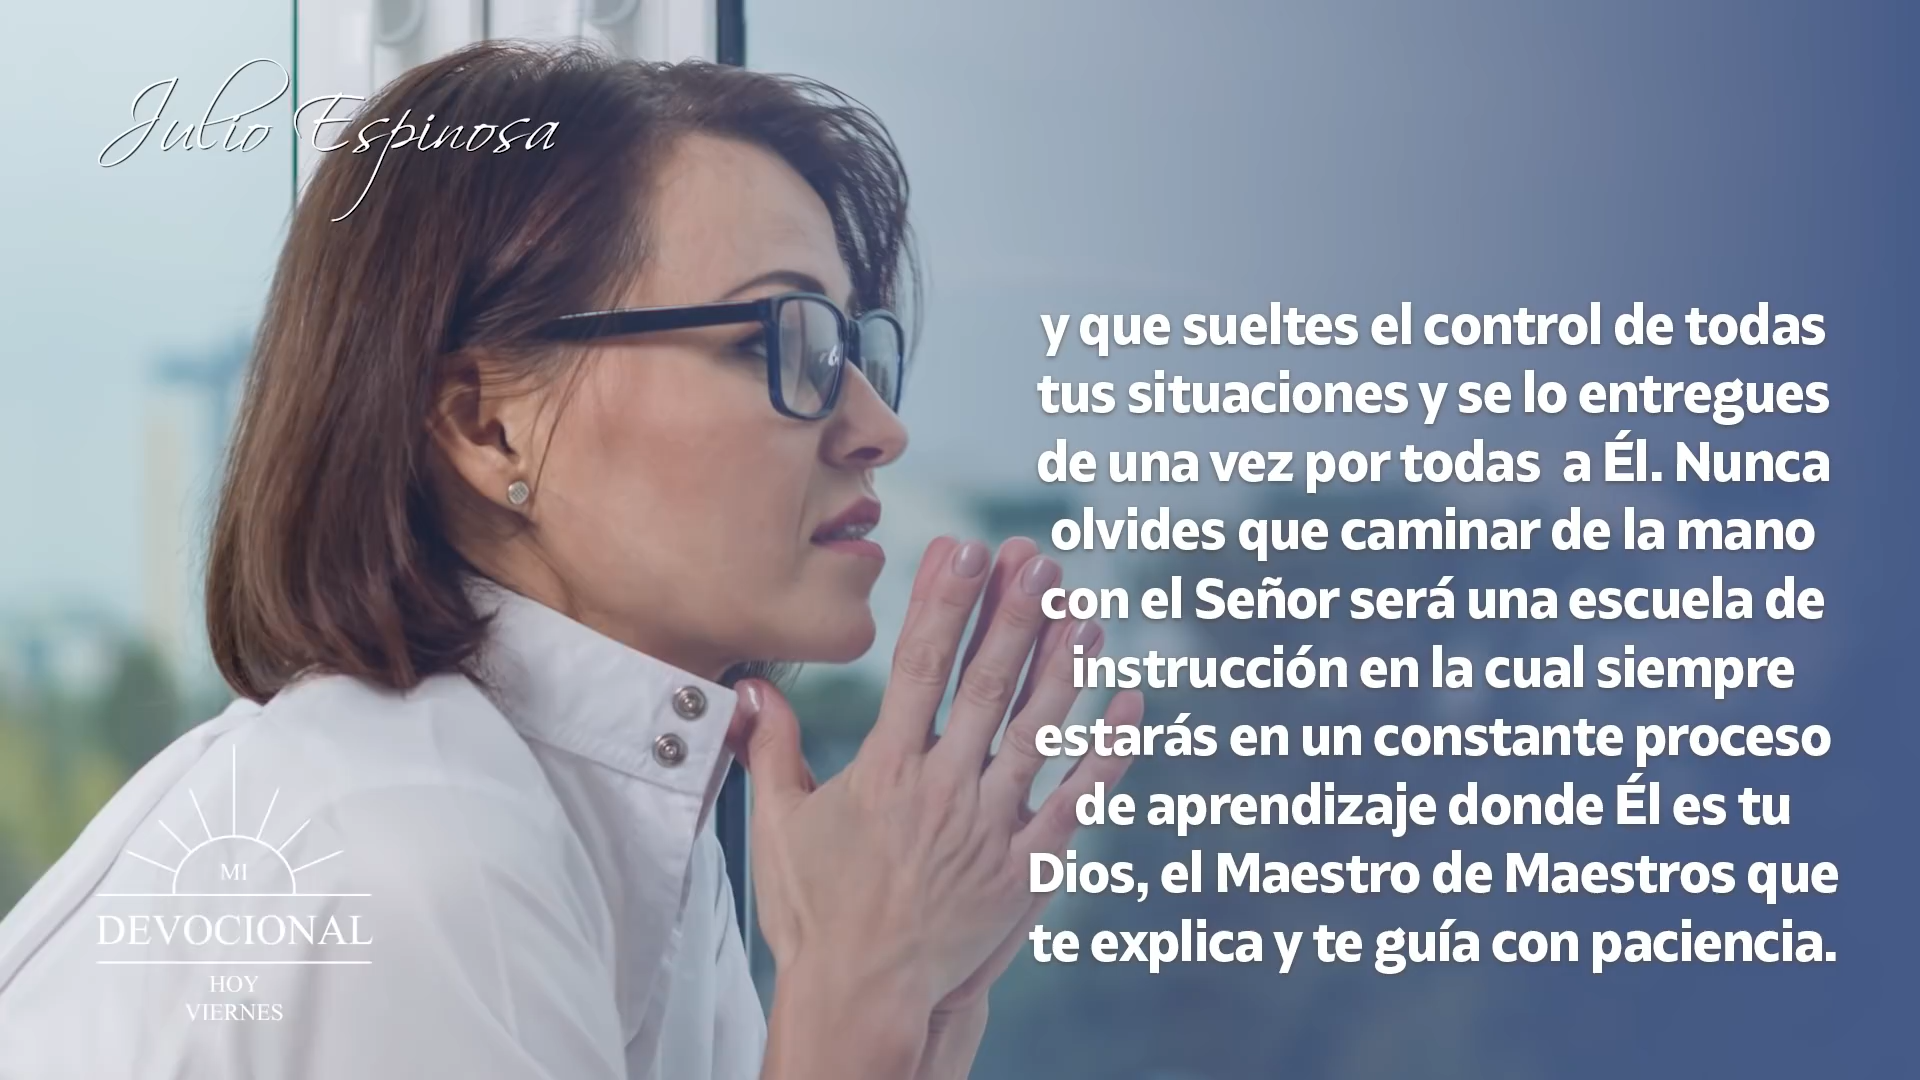 Julio Espinosa
y que sueltes el control de todas
tus situaciones y se lo entregues
de una vez por todas  a Él. Nunca
olvides que caminar de la mano
con el Señor será una escuela de
instrucción en la cual siempre
estarás en un constante proceso
de aprendizaje donde Él es tu
Dios, el Maestro de Maestros que
te explica y te guía con paciencia.
MI
DEVOCIONAL
HOY
VIERNES